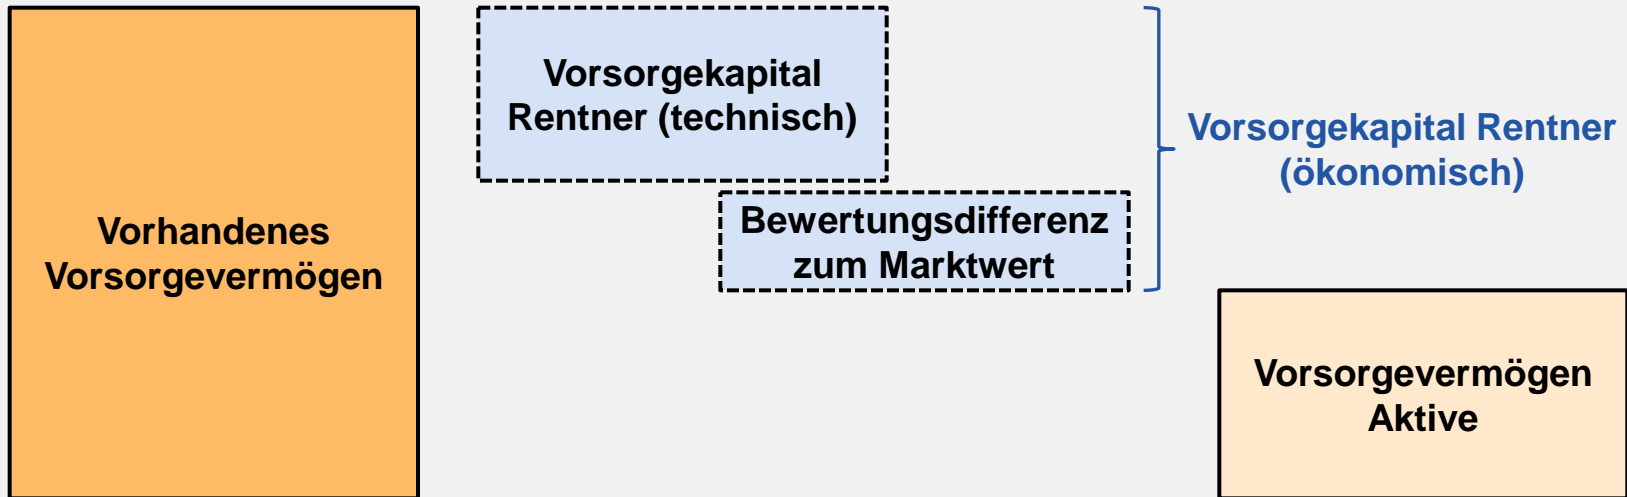 Vorhandenes
Vorsorgevermögen
Vorsorgekapital
Rentner (technisch)
Bewertungsdifferenz
zum Marktwert
Vorsorgekapital Rentner
(ökonomisch)
Vorsorgevermögen
Aktive